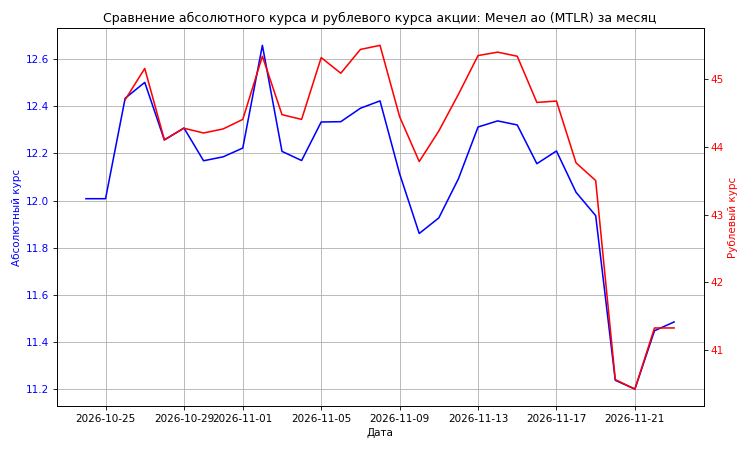 Сравнение абсолютного курса и рублевого курса акции: Мечел ао (MTLR) за месяц
12.6
12.4
12.2
12.0
11.8
11.6
11.4
11.2
Абсолютный курс
45
44
43
42
41
Рублевый курс
2026-10-25 2026-10-29 2026-11-01 2026-11-05 2026-11-09 2026-11-13 2026-11-17 2026-11-21
Дата